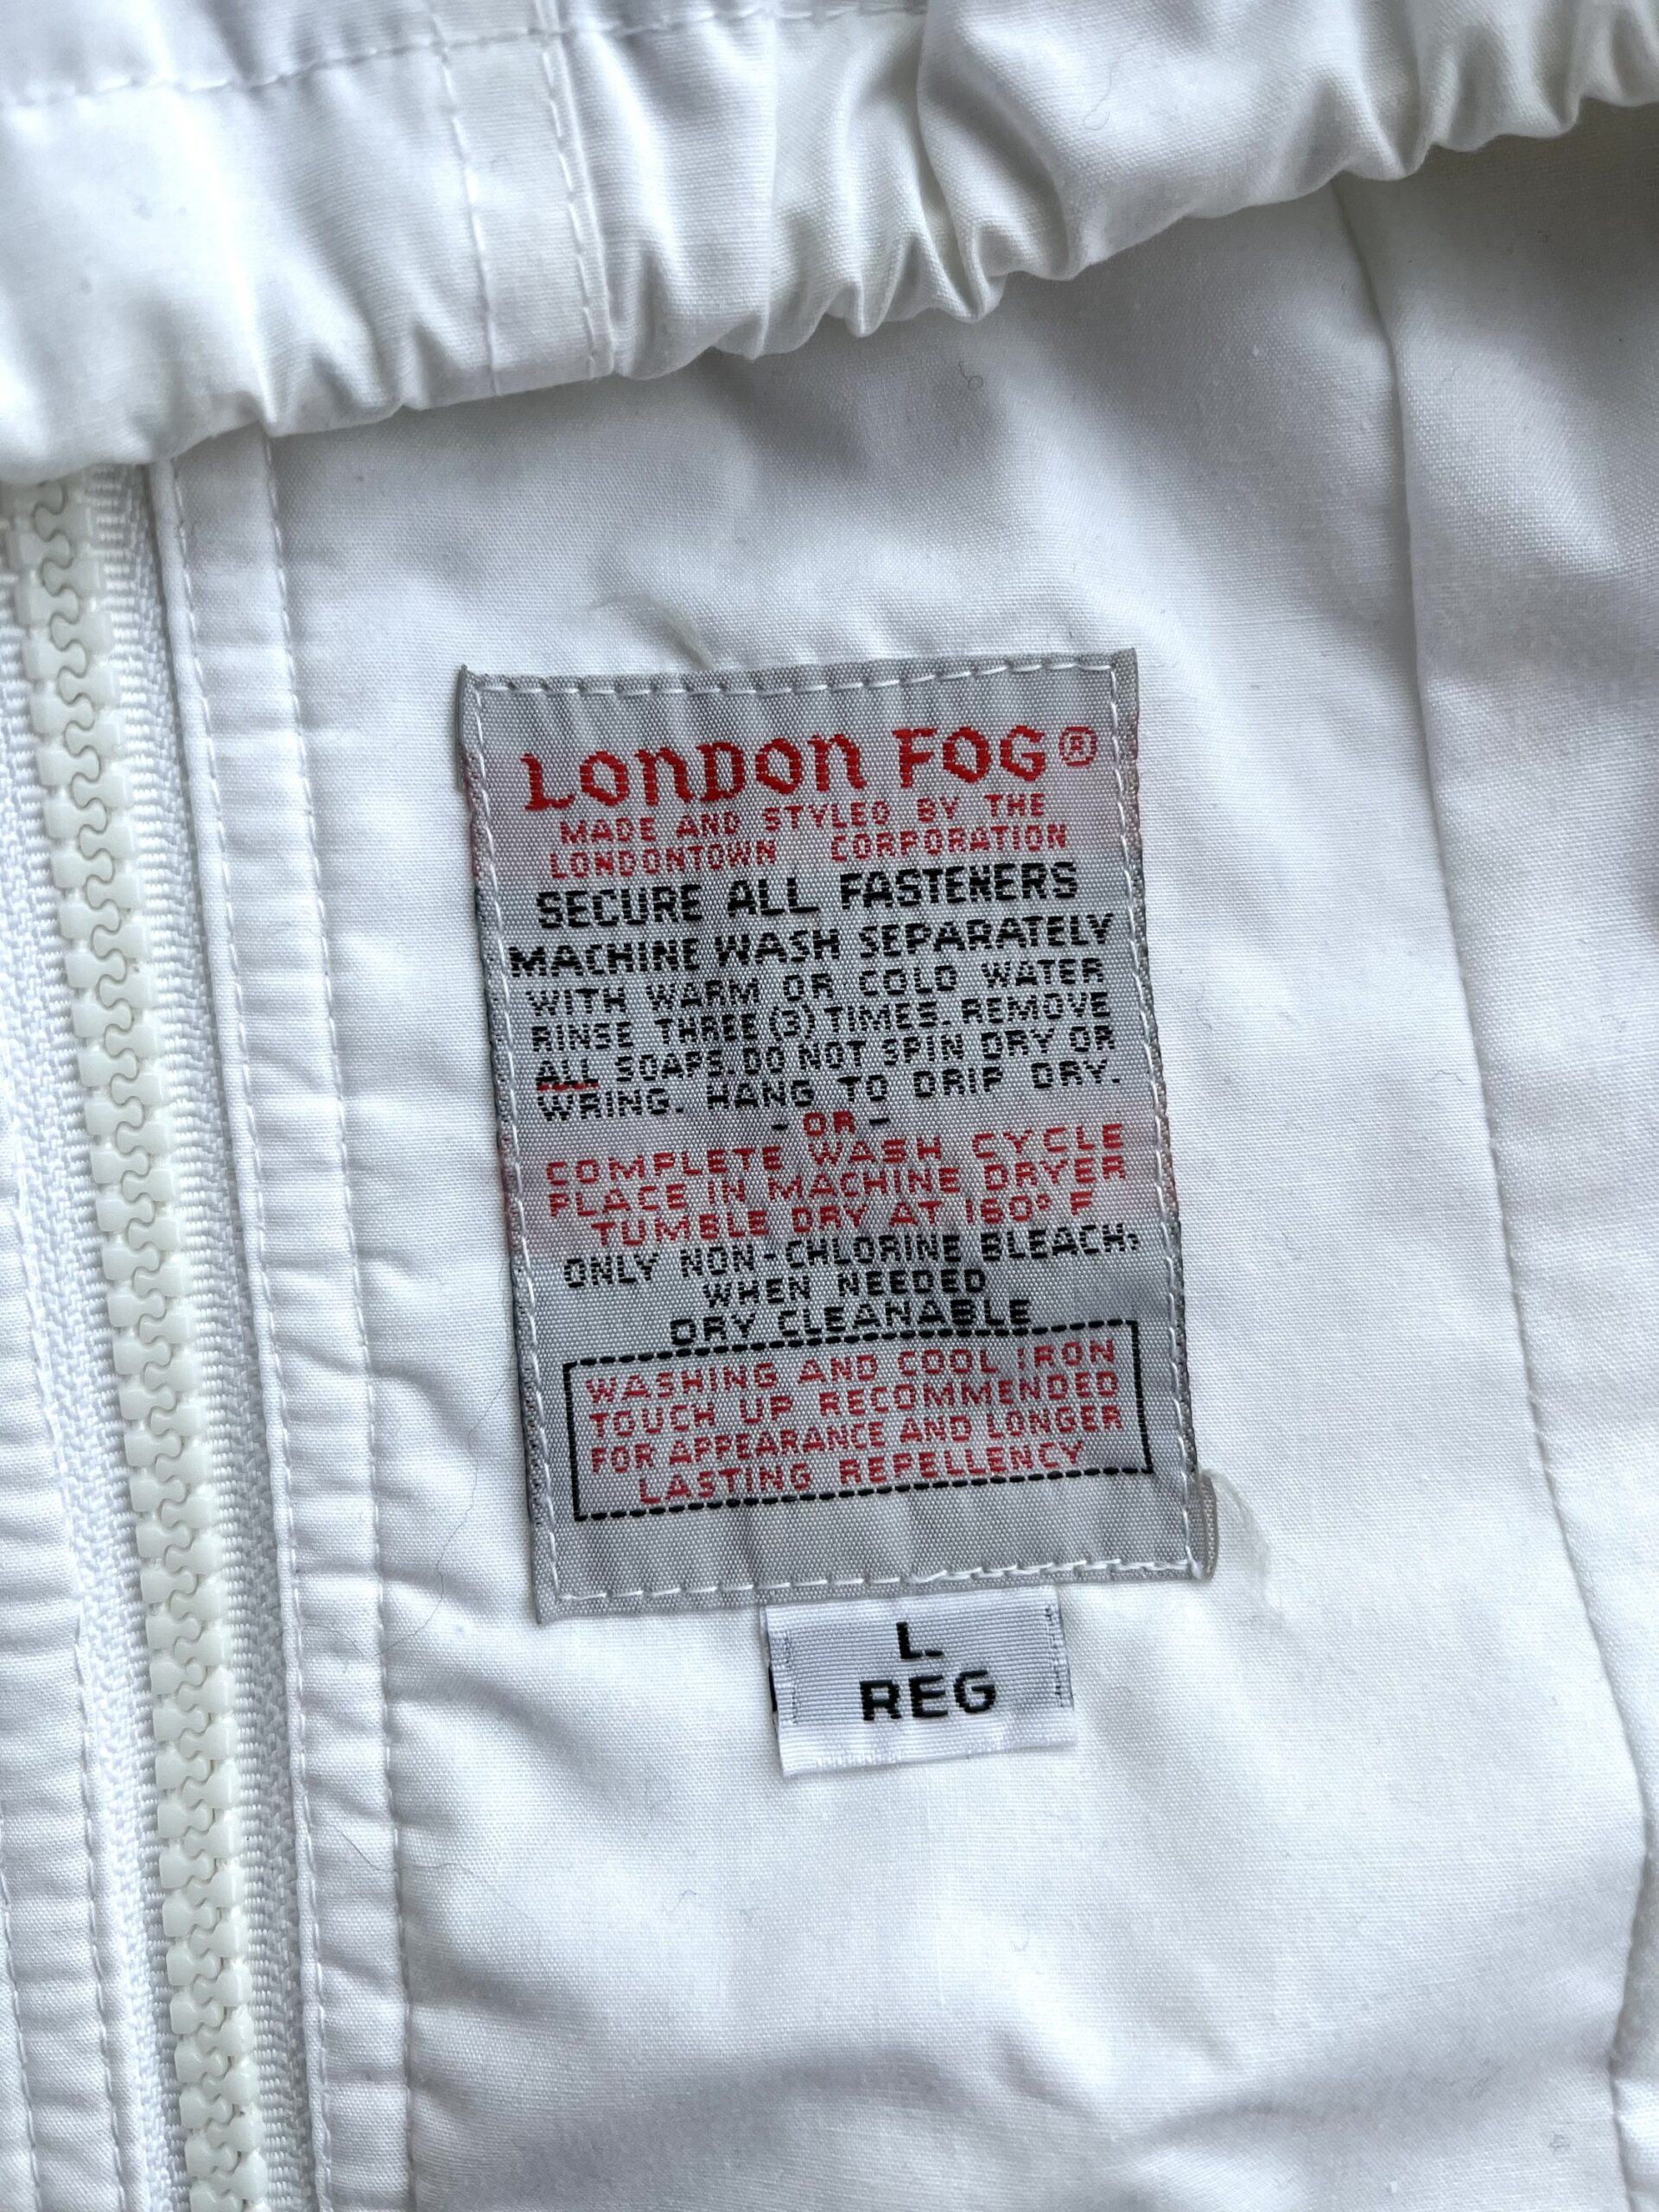 LONDON FOG®
MADE AND STYLED BY THE
LONDONTOWN CORPORATION
SECURE ALL FASTENERS
MACHINE WASH SEPARATELY
WITH WARM OR COLD WATER
RINSE THREE (3) TIMES. REMOVE
ALL SOAPS. DO NOT SPIN DRY OR
WRING. HANG TO DRIP DRY.
- OR -
COMPLETE WASH CYCLE
PLACE IN MACHINE DRYER
TUMBLE DRY AT 160° F
ONLY NON-CHLORINE BLEACH,
WHEN NEEDED
DRY CLEANABLE
WASHING AND COOL IRON
TOUCH UP RECOMMENDED
FOR APPEARANCE AND LONGER
LASTING REPELLENCY
L
REG